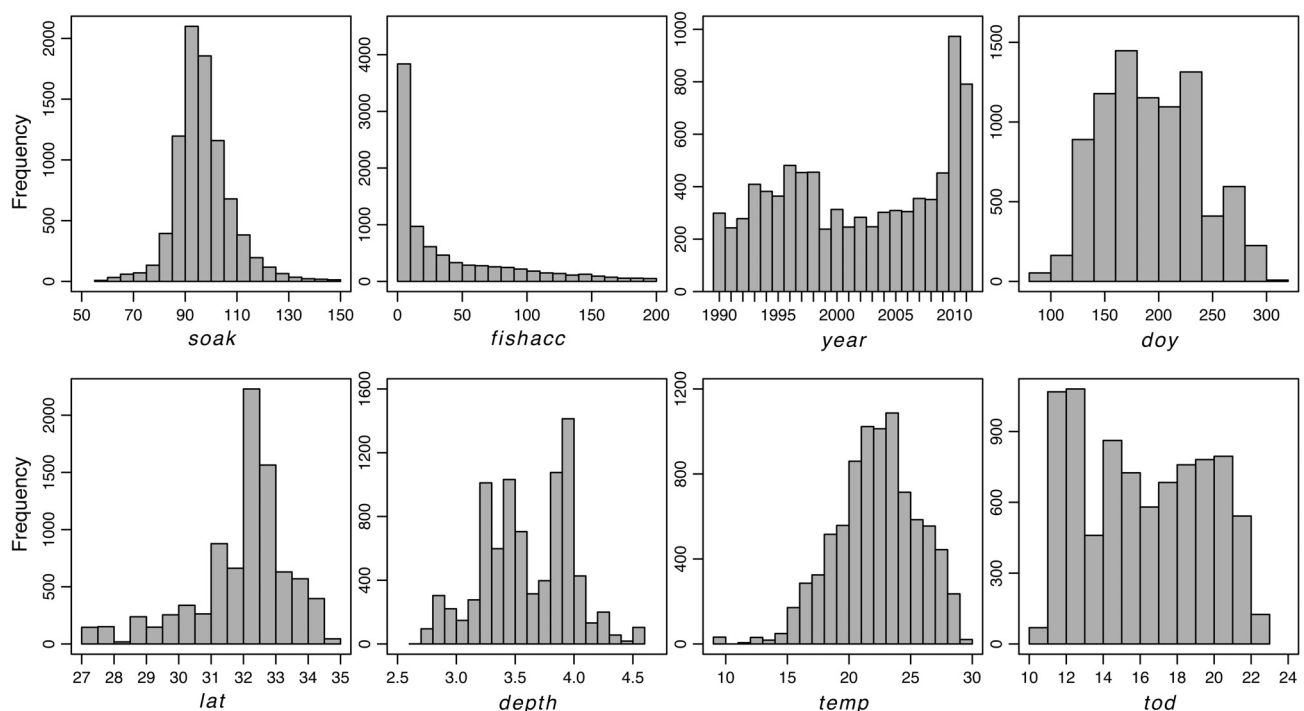 Frequency
0 500 1000 1500 2000
50 70 90 110 130 150
soak
0 1000 2000 3000 4000
0 50 100 150 200
fishacc
0 200 400 600 800 1000
1990 1995 2000 2005 2010
year
0 500 1000 1500
100 150 200 250 300
doy
Frequency
0 500 1000 1500 2000
27 28 29 30 31 32 33 34 35
lat
0 400 800 1200 1600
2.5 3.0 3.5 4.0 4.5
depth
0 400 800 1200
10 15 20 25 30
temp
0 300 600 900
10 12 14 16 18 20 22 24
tod